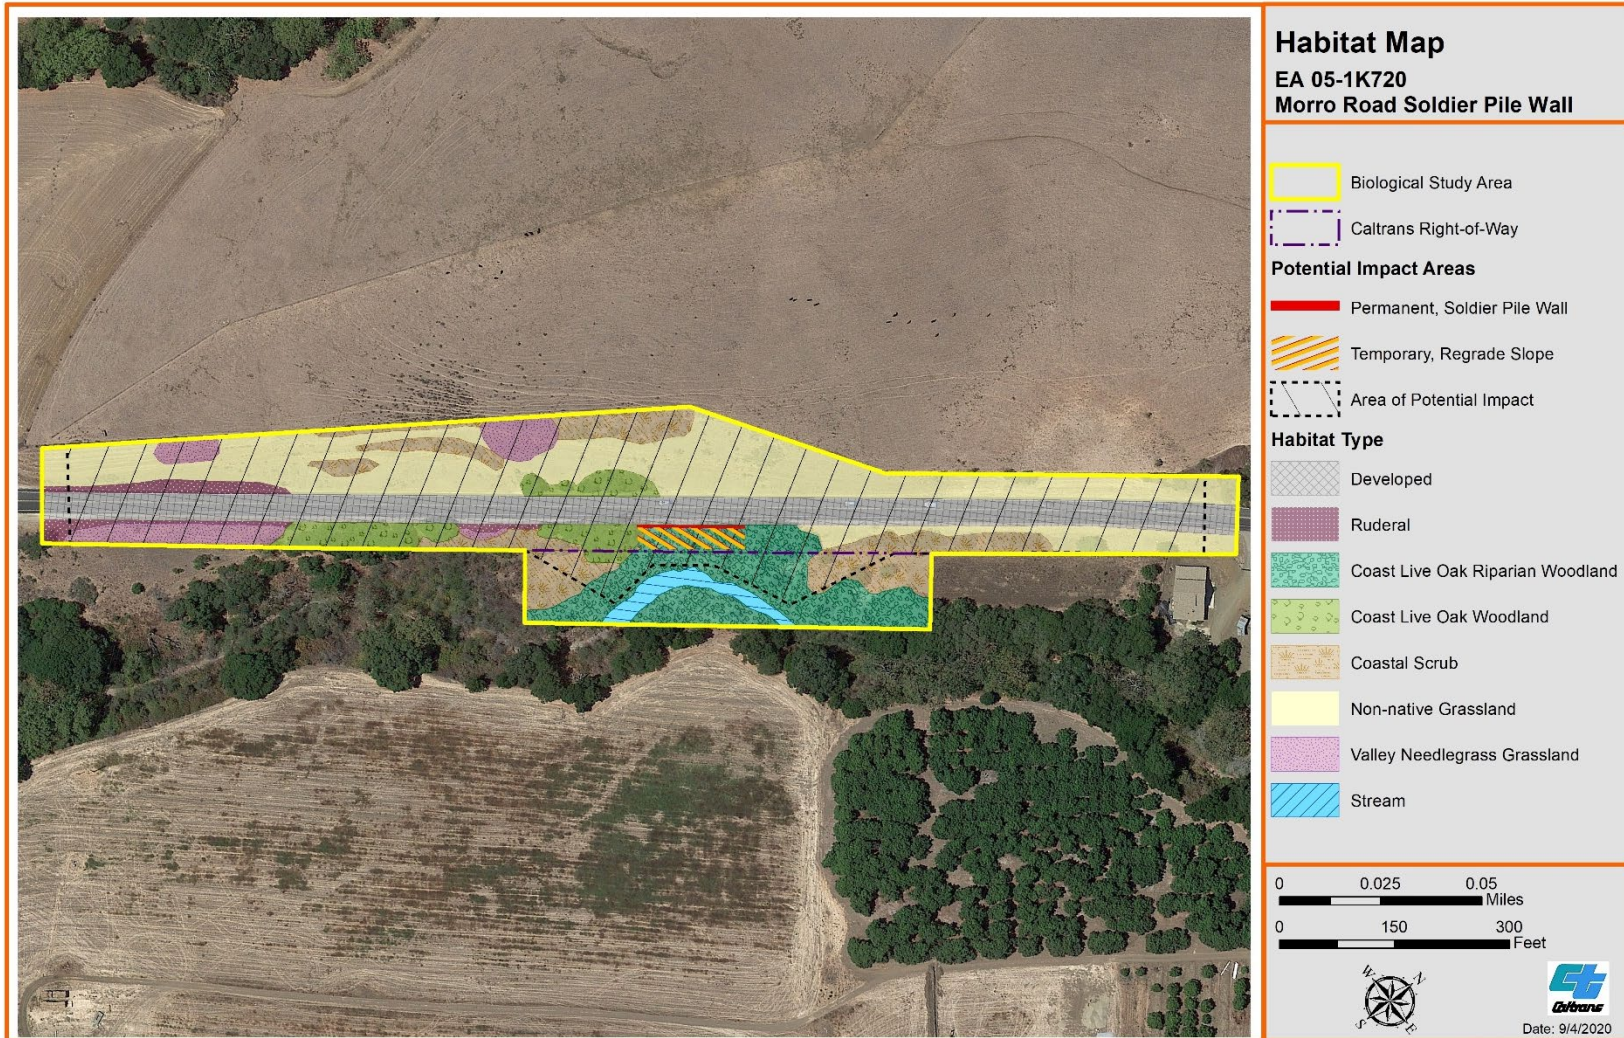 Habitat Map
EA 05-1K720
Morro Road Soldier Pile Wall
Biological Study Area
Caltrans Right-of-Way
Potential Impact Areas
Permanent, Soldier Pile Wall
Temporary, Regrade Slope
Area of Potential Impact
Habitat Type
Developed
Ruderal
Coast Live Oak Riparian Woodland
Coast Live Oak Woodland
Coastal Scrub
Non-native Grassland
Valley Needlegrass Grassland
Stream
0 0.025 0.05
Miles
0 150 300
Feet
W N
S E
Caltrans
Date: 9/4/2020